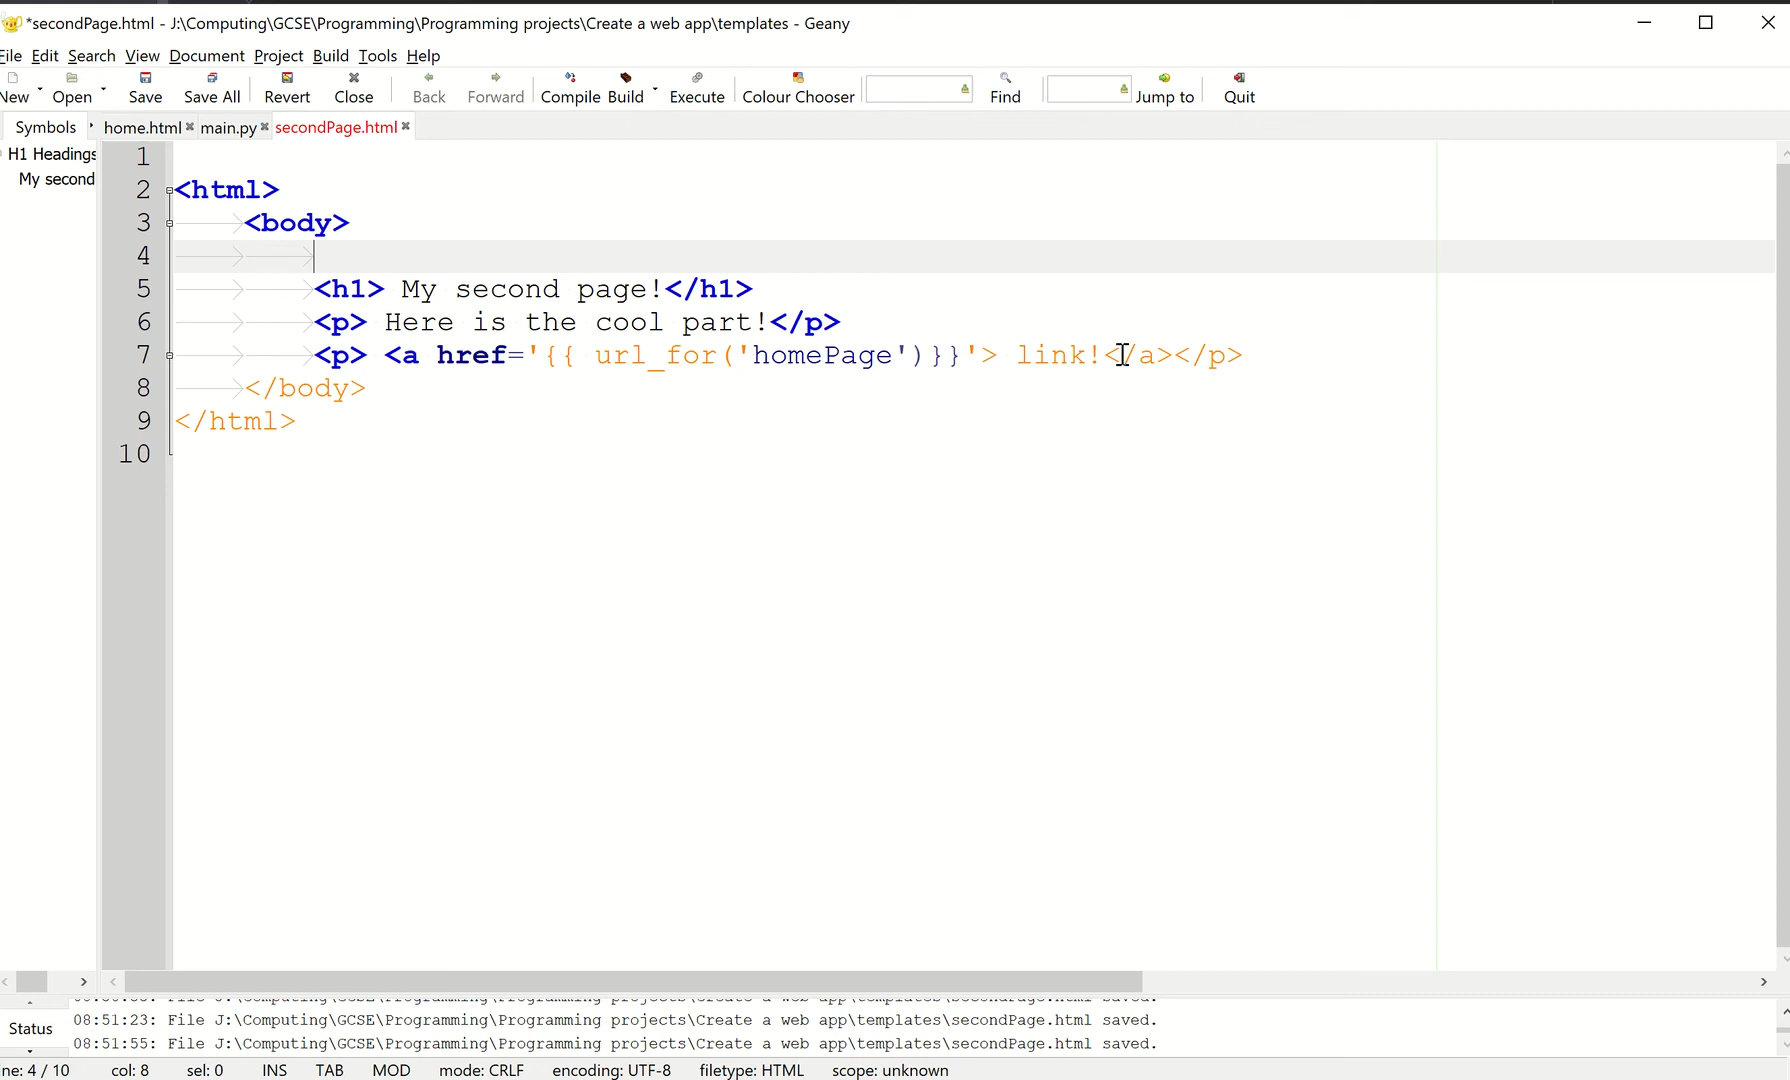 *secondPage.html - J:\Computing\GCSE\Programming\Programming projects\Create a web app\templates - Geany
File Edit Search View Document Project Build Tools Help
New Open Save Save All Revert Close Back Forward Compile Build Execute Colour Chooser Find Jump to Quit
Symbols home.html main.py secondPage.html
H1 Headings
My second
1
2 <html>
3 <body>
4
5 <h1> My second page!</h1>
6 <p> Here is the cool part!</p>
7 <p> <a href='{{ url_for('homePage')}}'> link!</a></p>
8 </body>
9 </html>
10
Status
08:51:23: File J:\Computing\GCSE\Programming\Programming projects\Create a web app\templates\secondPage.html saved.
08:51:55: File J:\Computing\GCSE\Programming\Programming projects\Create a web app\templates\secondPage.html saved.
ne: 4 / 10 col: 8 sel: 0 INS TAB MOD mode: CRLF encoding: UTF-8 filetype: HTML scope: unknown